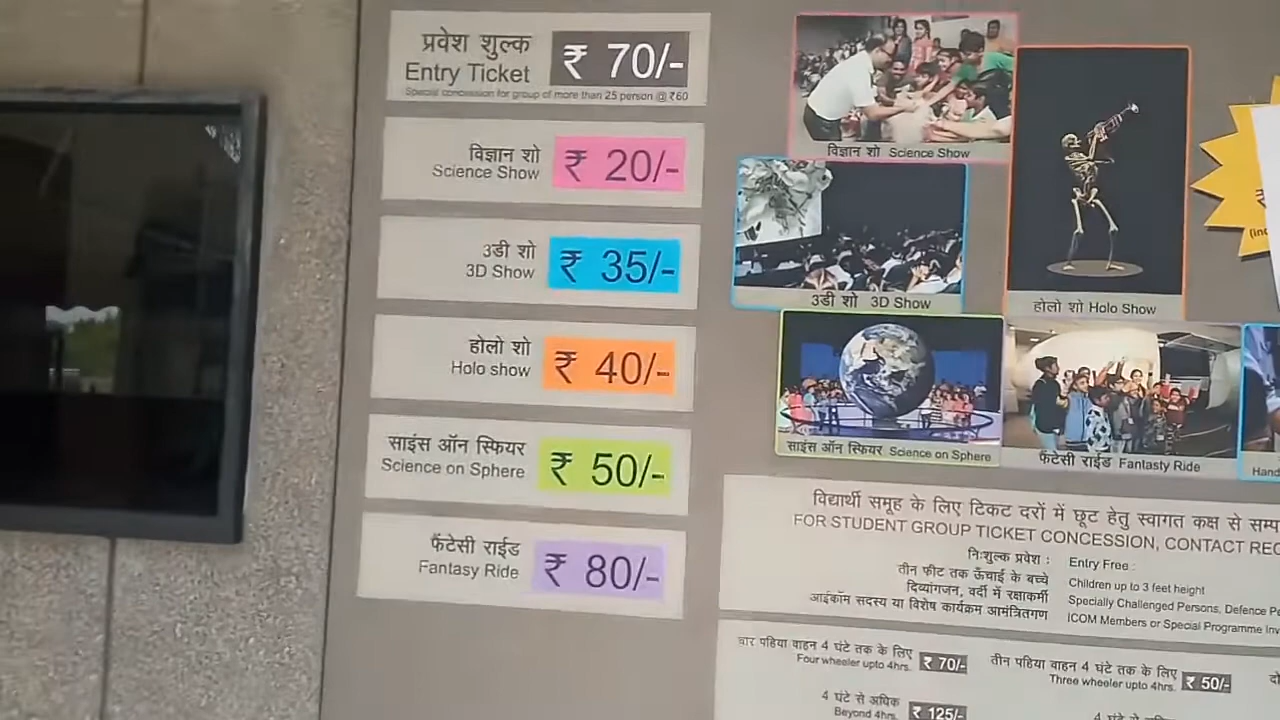 प्रवेश शुल्क
Entry Ticket
₹ 70/-
Special concession for group of more than 25 person @ ₹60
विज्ञान शो
Science Show
₹ 20/-
3डी शो
3D Show
₹ 35/-
होलो शो
Holo show
₹ 40/-
साइंस ऑन स्फियर
Science on Sphere
₹ 50/-
फैंटेसी राईड
Fantasy Ride
₹ 80/-
विज्ञान शो Science Show
3डी शो 3D Show
होलो शो Holo Show
साइंस ऑन स्फियर Science on Sphere
फैंटेसी राईड Fantasy Ride
विद्यार्थी समूह के लिए टिकट दरों में छूट हेतु स्वागत कक्ष से
FOR STUDENT GROUP TICKET CONCESSION, CONTACT
निःशुल्क प्रवेश : Entry Free :
तीन फीट तक ऊँचाई के बच्चे Children up to 3 feet height
दिव्यांगजन, वर्दी में रक्षाकर्मी Specially Challenged Persons, Defence
आईकॉम सदस्य या विशेष कार्यक्रम आमंत्रितगण ICOM Members or Special Programme
चार पहिया वाहन 4 घंटे तक के लिए
Four wheeler upto 4hrs. ₹ 70/-
तीन पहिया वाहन 4 घंटे तक के लिए
Three wheeler upto 4hrs. ₹ 50/-
4 घंटे से अधिक
Beyond 4hrs. ₹ 125/-
4 घंटे से अधिक